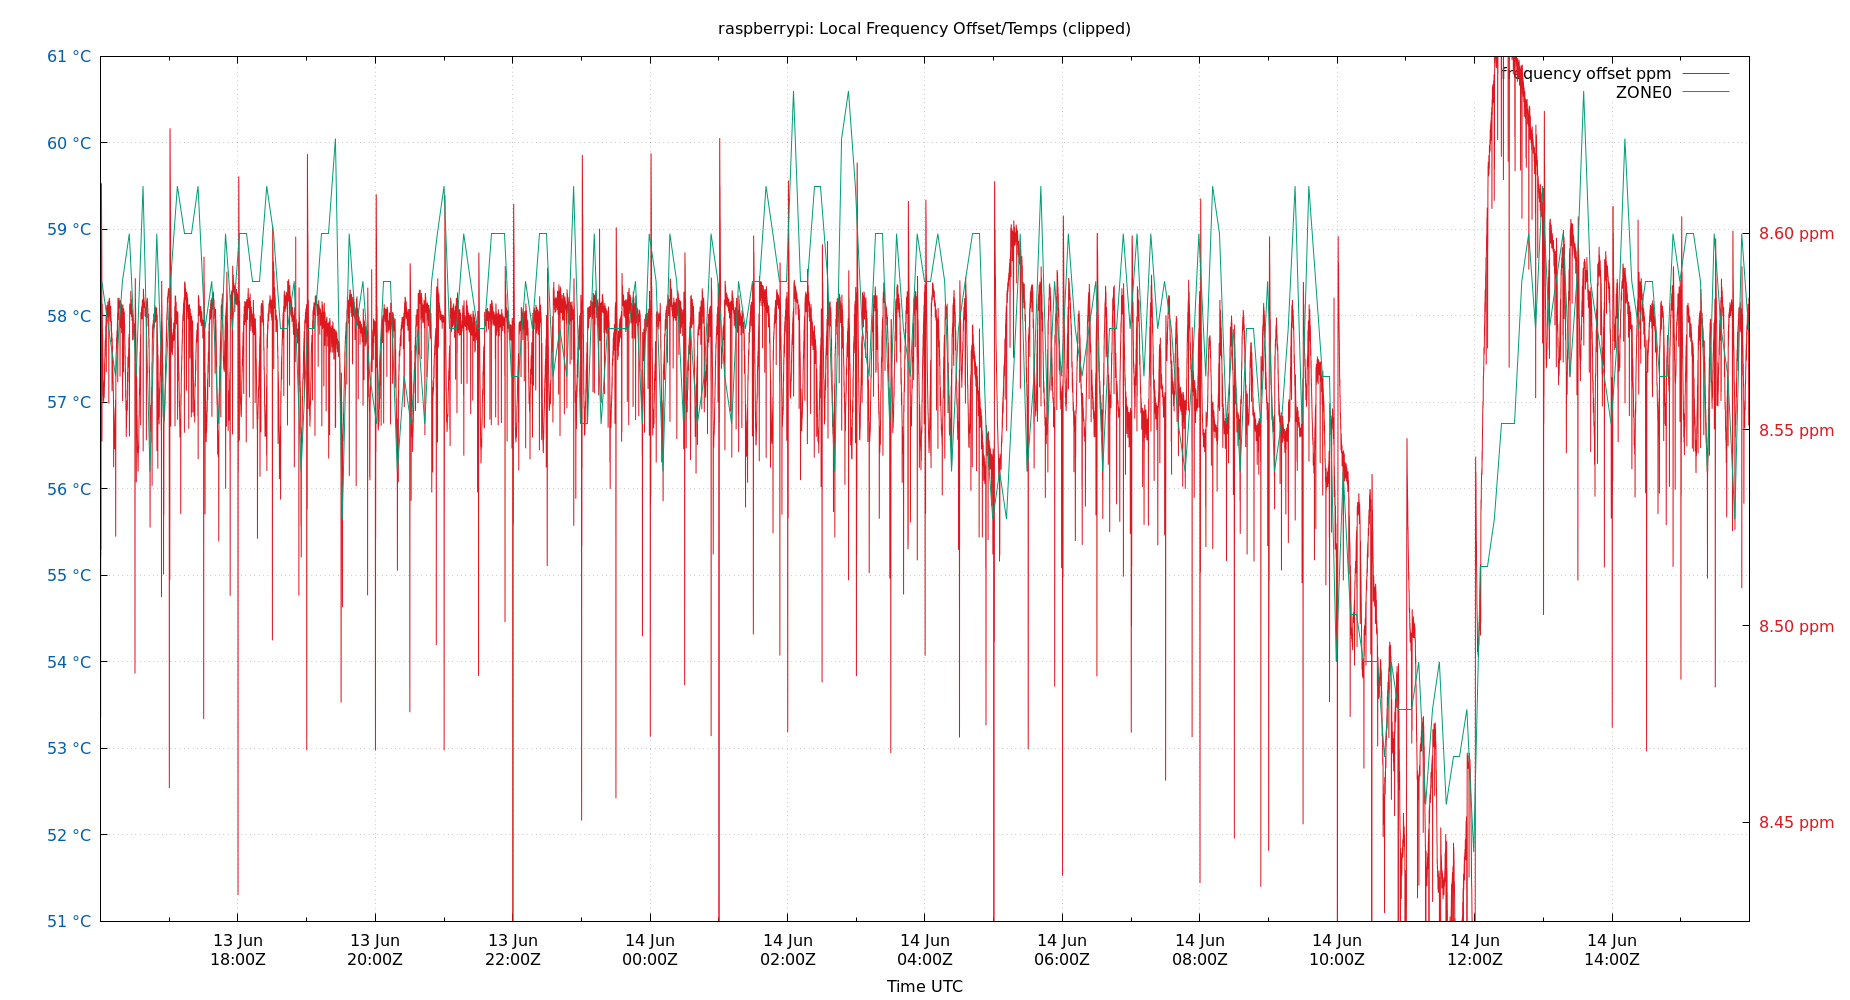 raspberrypi: Local Frequency Offset/Temps (clipped)
61 °C
60 °C
59 °C
58 °C
57 °C
56 °C
55 °C
54 °C
53 °C
52 °C
51 °C
frequency offset ppm
ZONE0
8.60 ppm
8.55 ppm
8.50 ppm
8.45 ppm
13 Jun
18:00Z
13 Jun
20:00Z
13 Jun
22:00Z
14 Jun
00:00Z
14 Jun
02:00Z
14 Jun
04:00Z
14 Jun
06:00Z
14 Jun
08:00Z
14 Jun
10:00Z
14 Jun
12:00Z
14 Jun
14:00Z
Time UTC